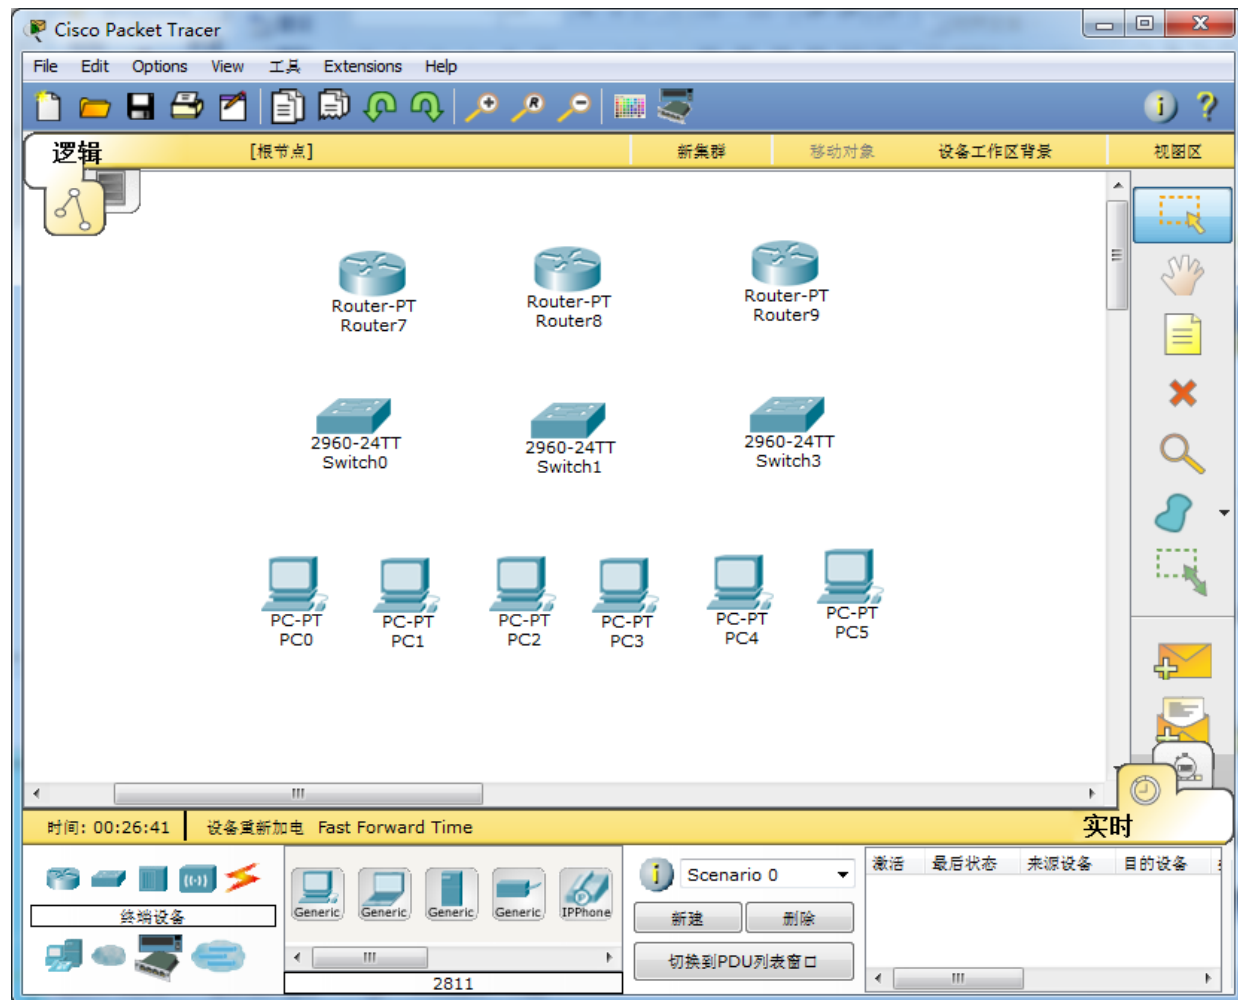 Cisco Packet Tracer
File Edit Options View 工具 Extensions Help
逻辑 [根节点] 新集群 移动对象 设备工作区背景 视图区
Router-PT
Router7
Router-PT
Router8
Router-PT
Router9
2960-24TT
Switch0
2960-24TT
Switch1
2960-24TT
Switch3
PC-PT
PC0
PC-PT
PC1
PC-PT
PC2
PC-PT
PC3
PC-PT
PC4
PC-PT
PC5
时间: 00:26:41 设备重新加电 Fast Forward Time 实时
终端设备
Generic Generic Generic Generic IPPhone
2811
Scenario 0
新建 删除
切换到PDU列表窗口
激活 最后状态 来源设备 目的设备